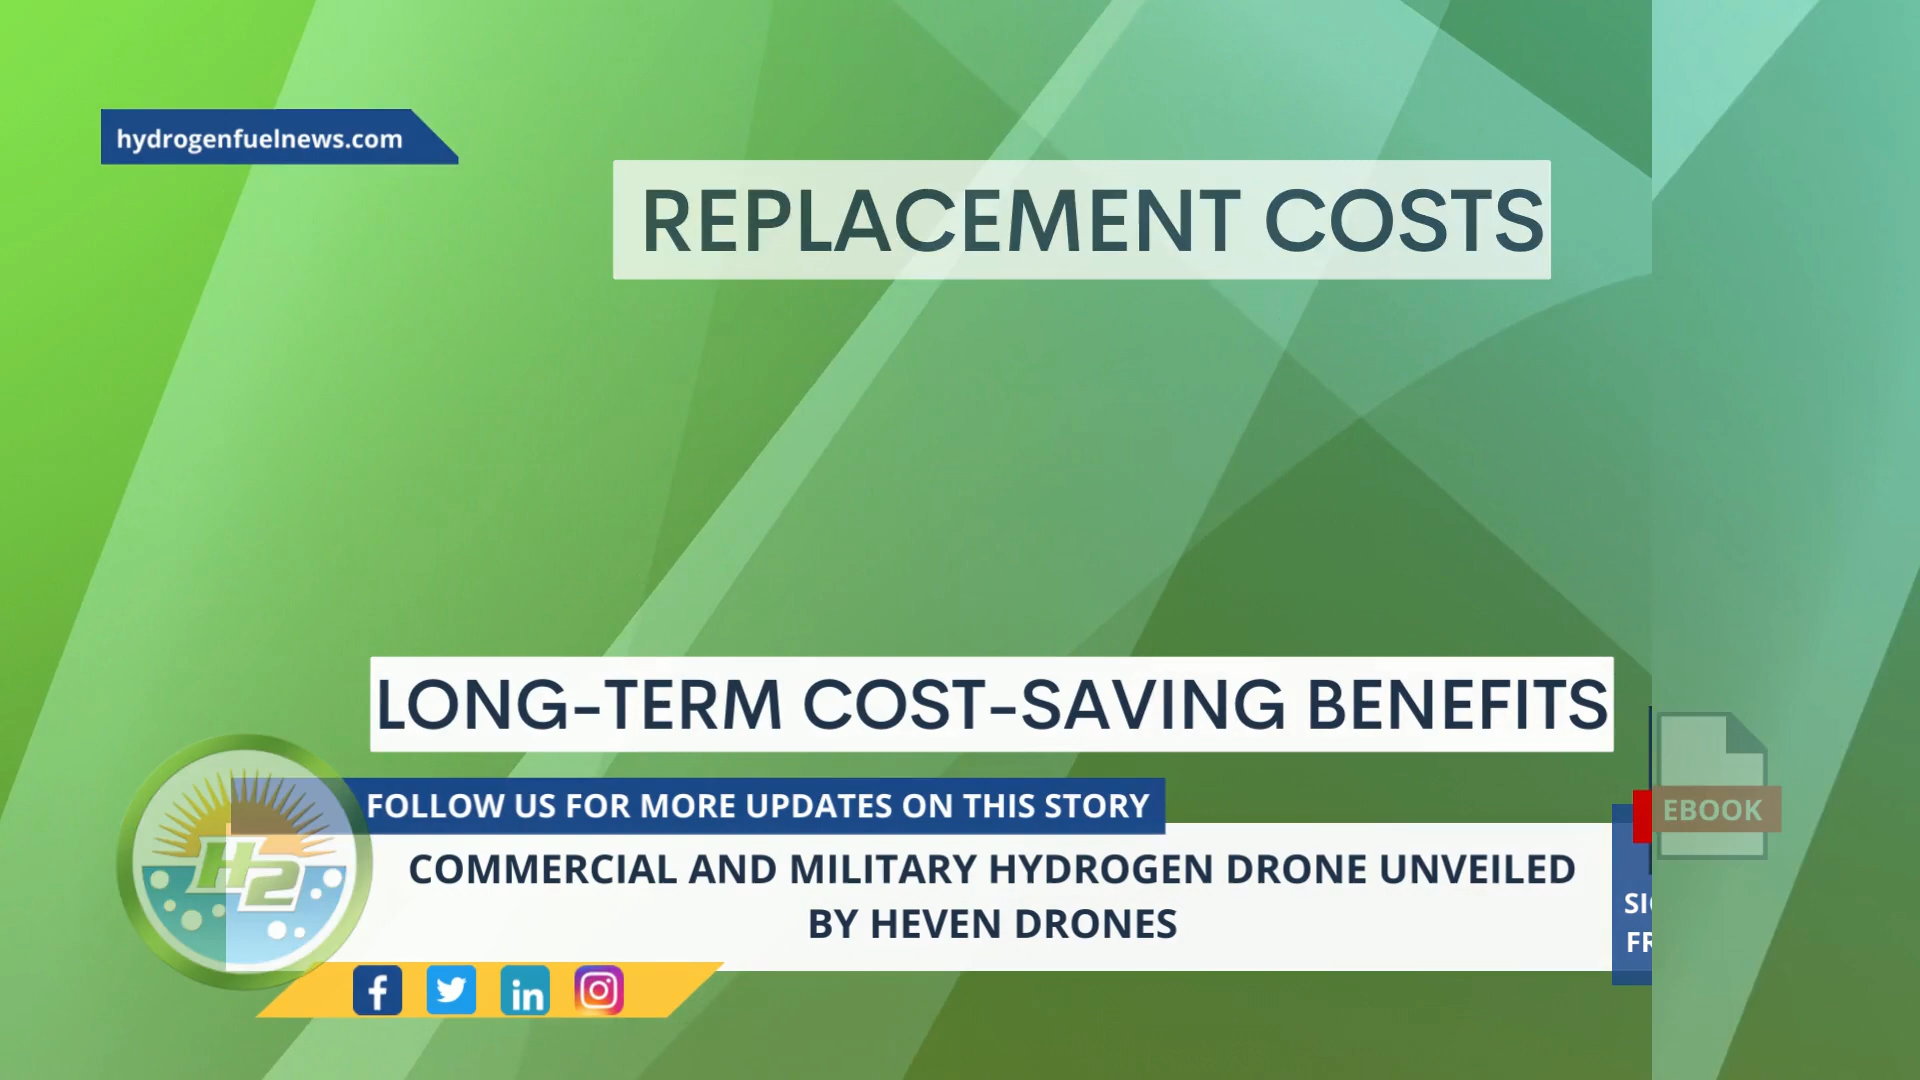 hydrogenfuelnews.com
REPLACEMENT COSTS
LONG-TERM COST-SAVING BENEFITS
FOLLOW US FOR MORE UPDATES ON THIS STORY
COMMERCIAL AND MILITARY HYDROGEN DRONE UNVEILED
BY HEVEN DRONES
H2
EBOOK